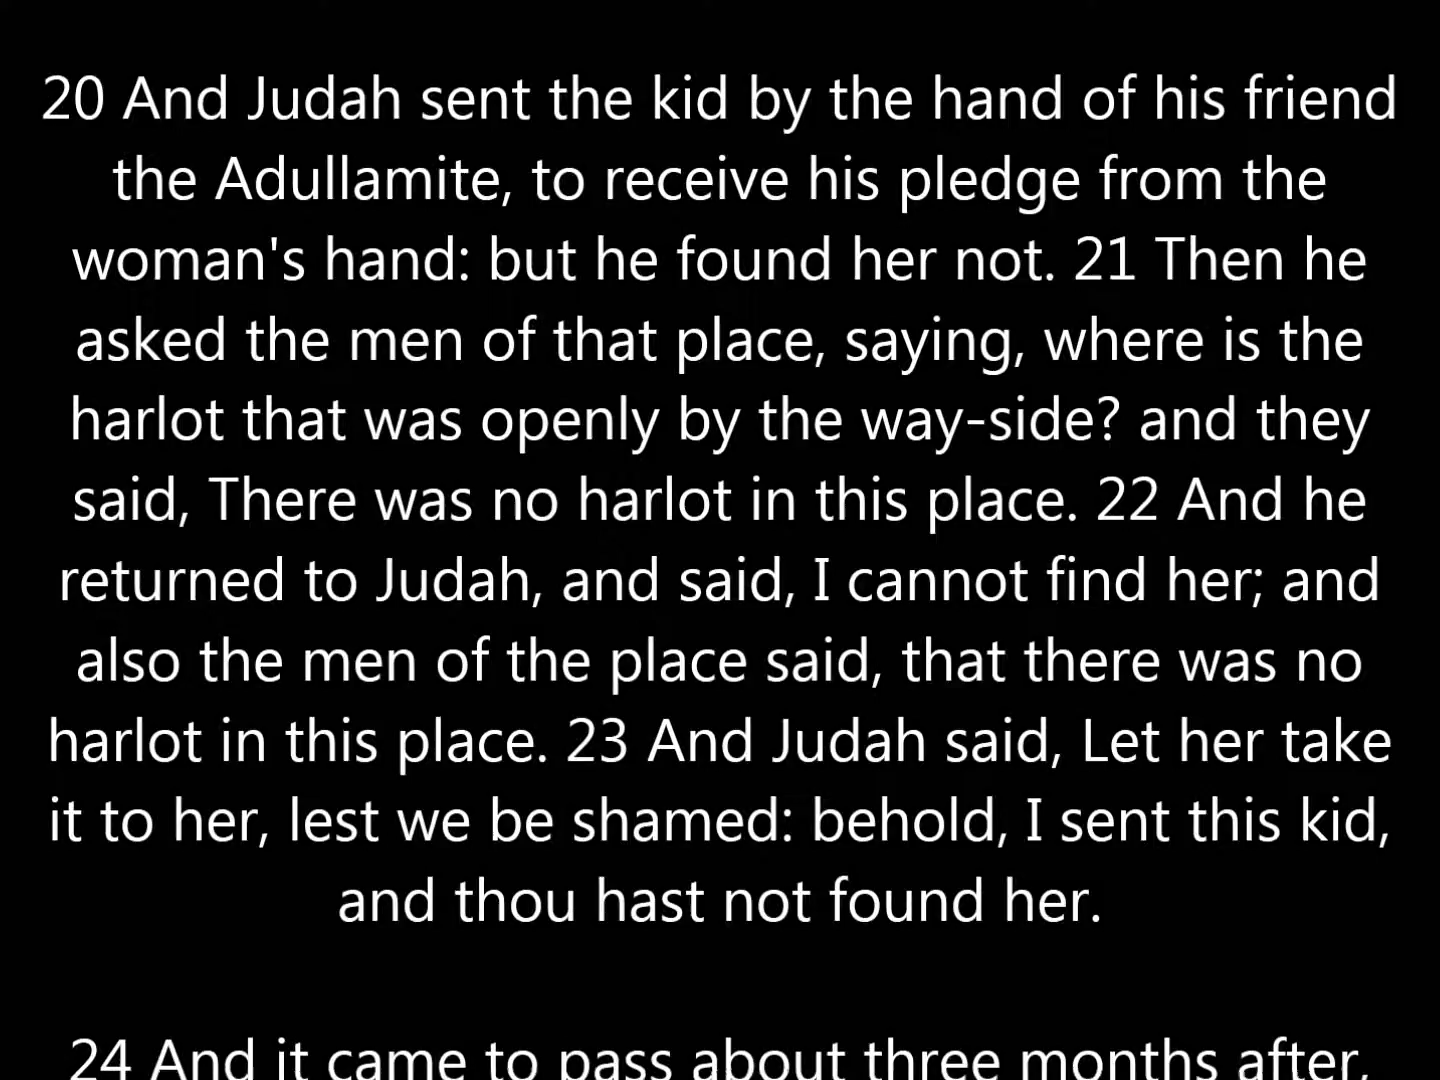 20 And Judah sent the kid by the hand of his friend
the Adullamite, to receive his pledge from the
woman's hand: but he found her not. 21 Then he
asked the men of that place, saying, where is the
harlot that was openly by the way-side? and they
said, There was no harlot in this place. 22 And he
returned to Judah, and said, I cannot find her; and
also the men of the place said, that there was no
harlot in this place. 23 And Judah said, Let her take
it to her, lest we be shamed: behold, I sent this kid,
and thou hast not found her.
24 And it came to pass about three months after,